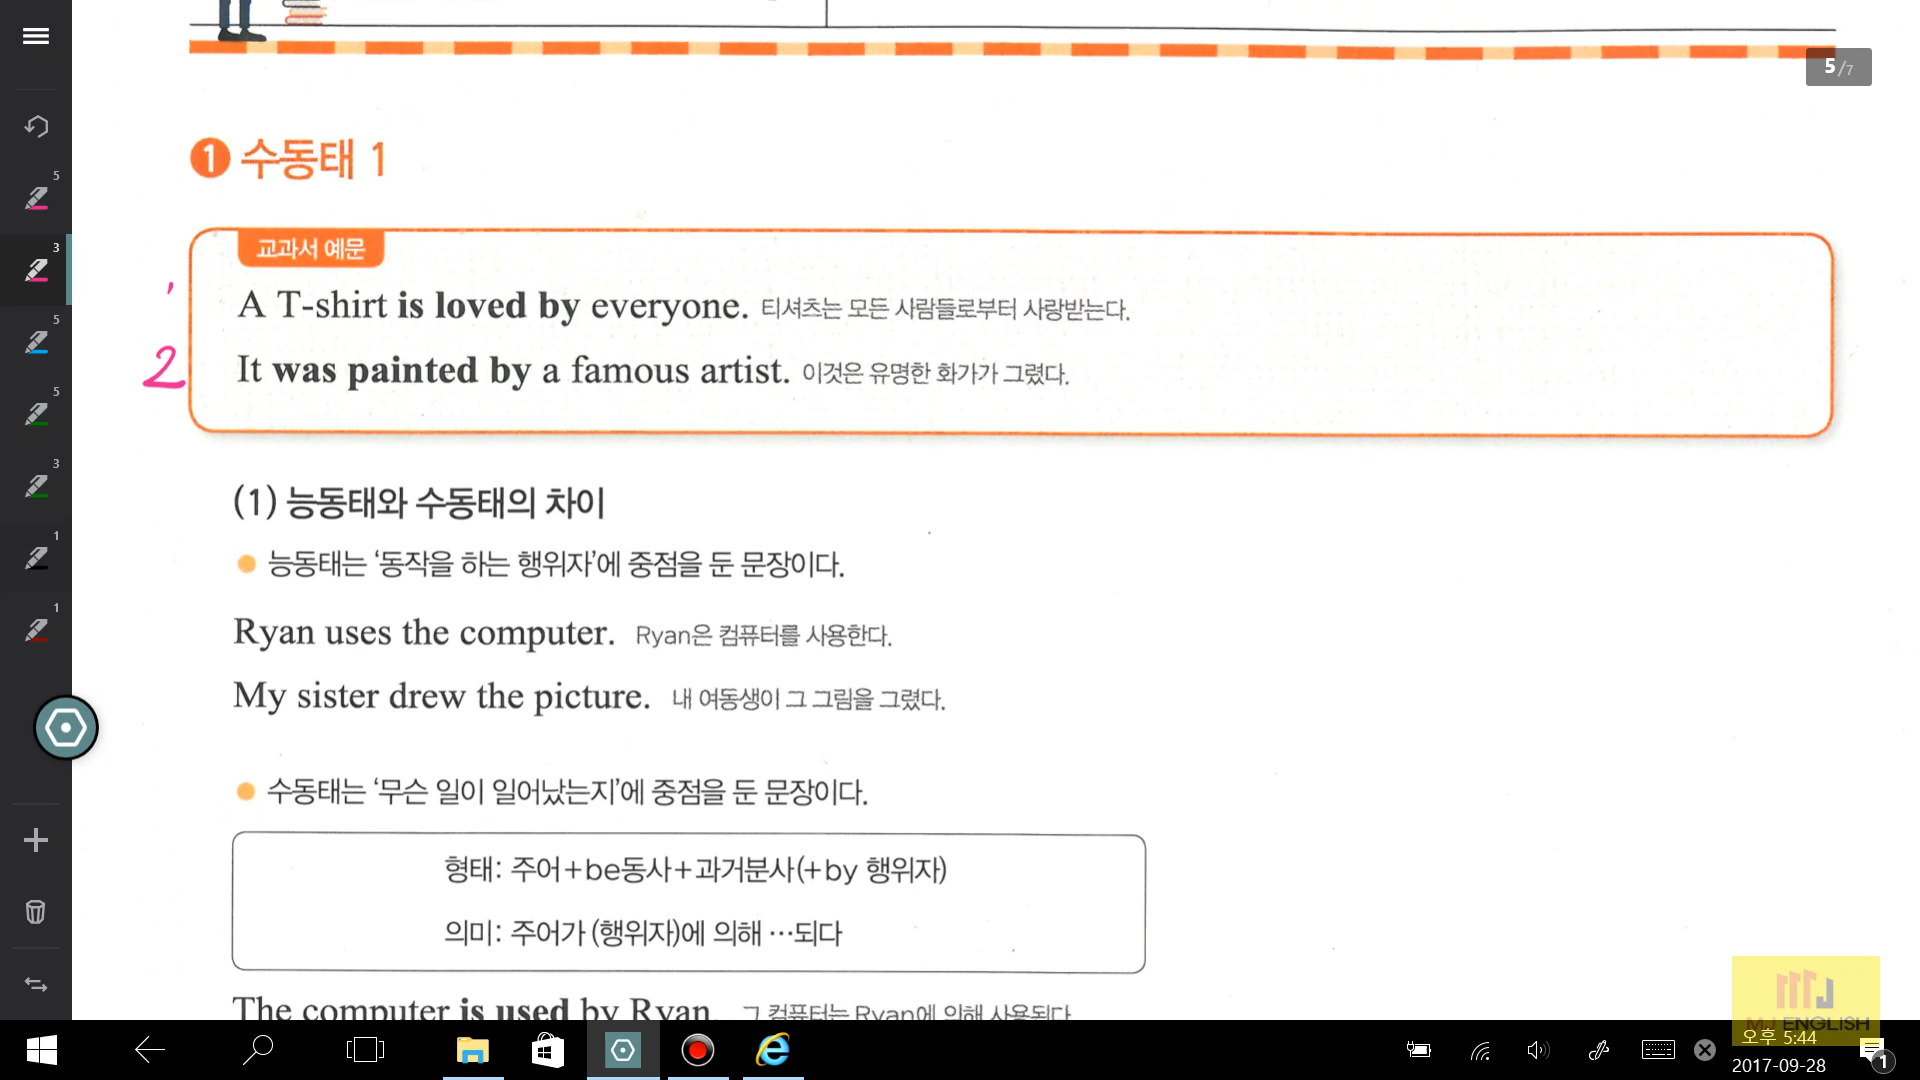 5/7
❶ 수동태 1
교과서 예문
A T-shirt is loved by everyone. 티셔츠는 모든 사람들로부터 사랑받는다.
2
It was painted by a famous artist. 이것은 유명한 화가가 그렸다.
(1) 능동태와 수동태의 차이
● 능동태는 ‘동작을 하는 행위자’에 중점을 둔 문장이다.
Ryan uses the computer. Ryan은 컴퓨터를 사용한다.
My sister drew the picture. 내 여동생이 그 그림을 그렸다.
● 수동태는 ‘무슨 일이 일어났는지’에 중점을 둔 문장이다.
형태: 주어+be동사+과거분사(+by 행위자)
의미: 주어가 (행위자)에 의해 …되다
The computer is used by Ryan. 그 컴퓨터는 Ryan에 의해 사용된다
5
3
5
5
3
1
1
MJ ENGLISH
오후 5:44
2017-09-28
1